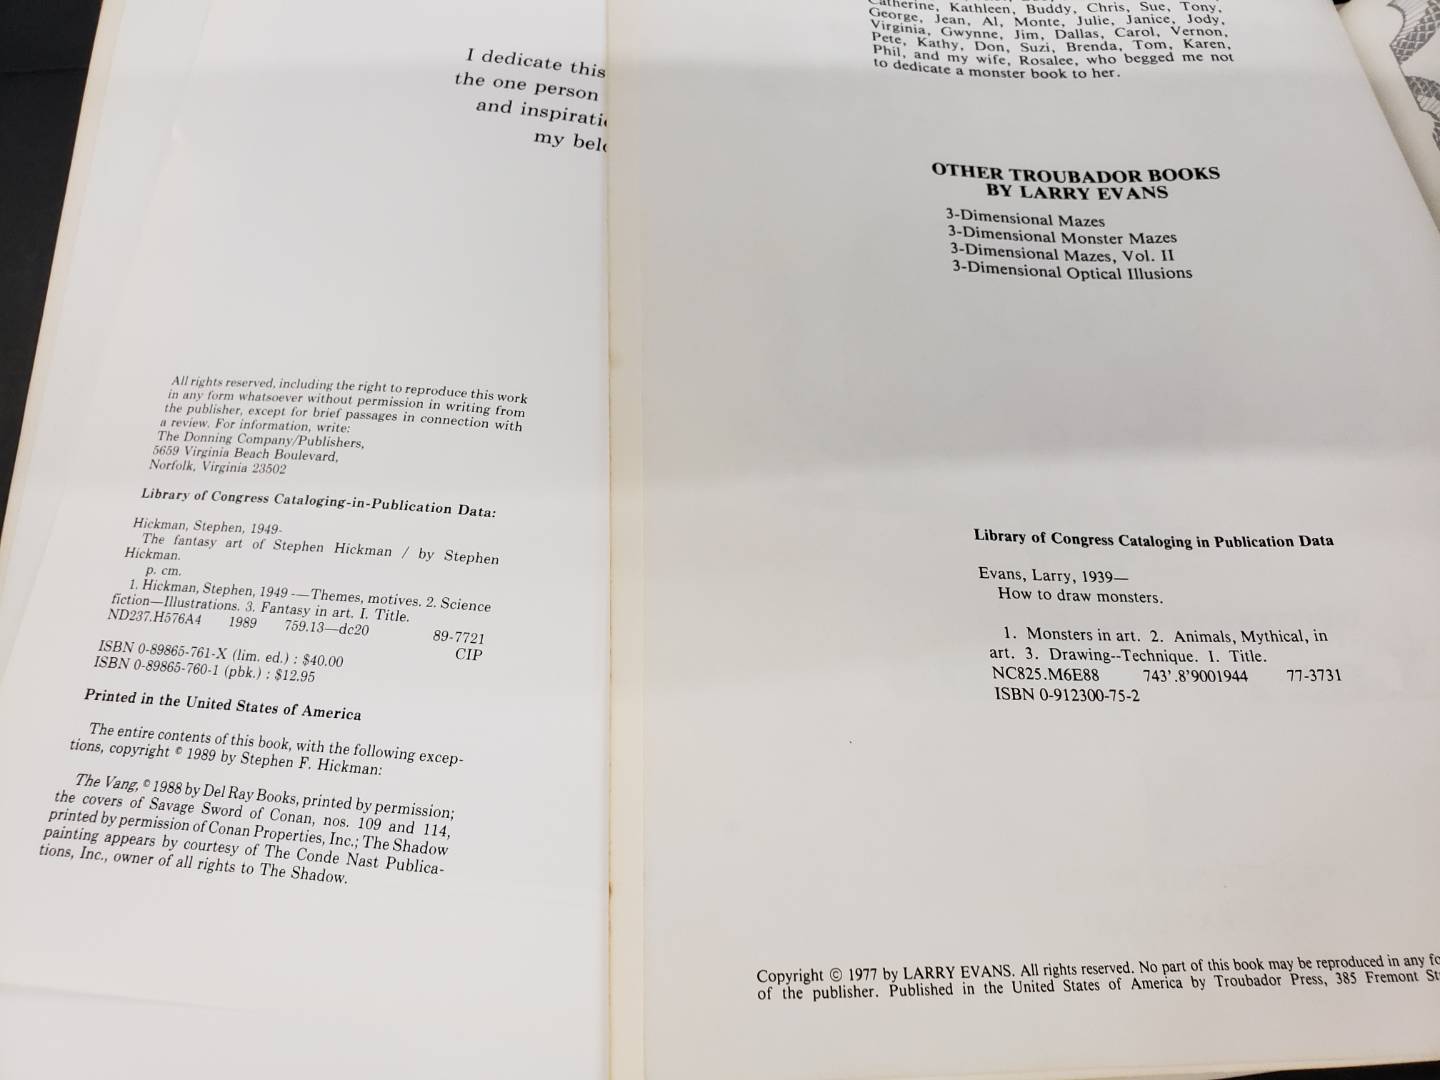 I dedicate this
the one person
and inspirati
my bel
All rights reserved, including the right to reproduce this work
in any form whatsoever without permission in writing from
the publisher, except for brief passages in connection with
a review. For information, write:
The Donning Company/Publishers,
5659 Virginia Beach Boulevard,
Norfolk, Virginia 23502
Library of Congress Cataloging-in-Publication Data:
Hickman, Stephen, 1949-
The fantasy art of Stephen Hickman / by Stephen
Hickman.
p. cm.
1. Hickman, Stephen, 1949 -—Themes, motives. 2. Science
fiction—Illustrations. 3. Fantasy in art. I. Title.
ND237.H576A4 1989 759.13—dc20 89-7721
CIP
ISBN 0-89865-761-X (lim. ed.) : $40.00
ISBN 0-89865-760-1 (pbk.) : $12.95
Printed in the United States of America
The entire contents of this book, with the following excep-
tions, copyright © 1989 by Stephen F. Hickman:
The Vang, © 1988 by Del Ray Books, printed by permission;
the covers of Savage Sword of Conan, nos. 109 and 114,
printed by permission of Conan Properties, Inc.; The Shadow
painting appears by courtesy of The Conde Nast Publica-
tions, Inc., owner of all rights to The Shadow.
Catherine, Kathleen, Buddy, Chris, Sue, Tony,
George, Jean, Al, Monte, Julie, Janice, Jody,
Virginia, Gwynne, Jim, Dallas, Carol, Vernon,
Pete, Kathy, Don, Suzi, Brenda, Tom, Karen,
Phil, and my wife, Rosalee, who begged me not
to dedicate a monster book to her.
OTHER TROUBADOR BOOKS
BY LARRY EVANS
3-Dimensional Mazes
3-Dimensional Monster Mazes
3-Dimensional Mazes, Vol. II
3-Dimensional Optical Illusions
Library of Congress Cataloging in Publication Data
Evans, Larry, 1939—
How to draw monsters.
1. Monsters in art. 2. Animals, Mythical, in
art. 3. Drawing--Technique. I. Title.
NC825.M6E88 743'.8'9001944 77-3731
ISBN 0-912300-75-2
Copyright © 1977 by LARRY EVANS. All rights reserved. No part of this book may be reproduced in any fo
of the publisher. Published in the United States of America by Troubador Press, 385 Fremont St